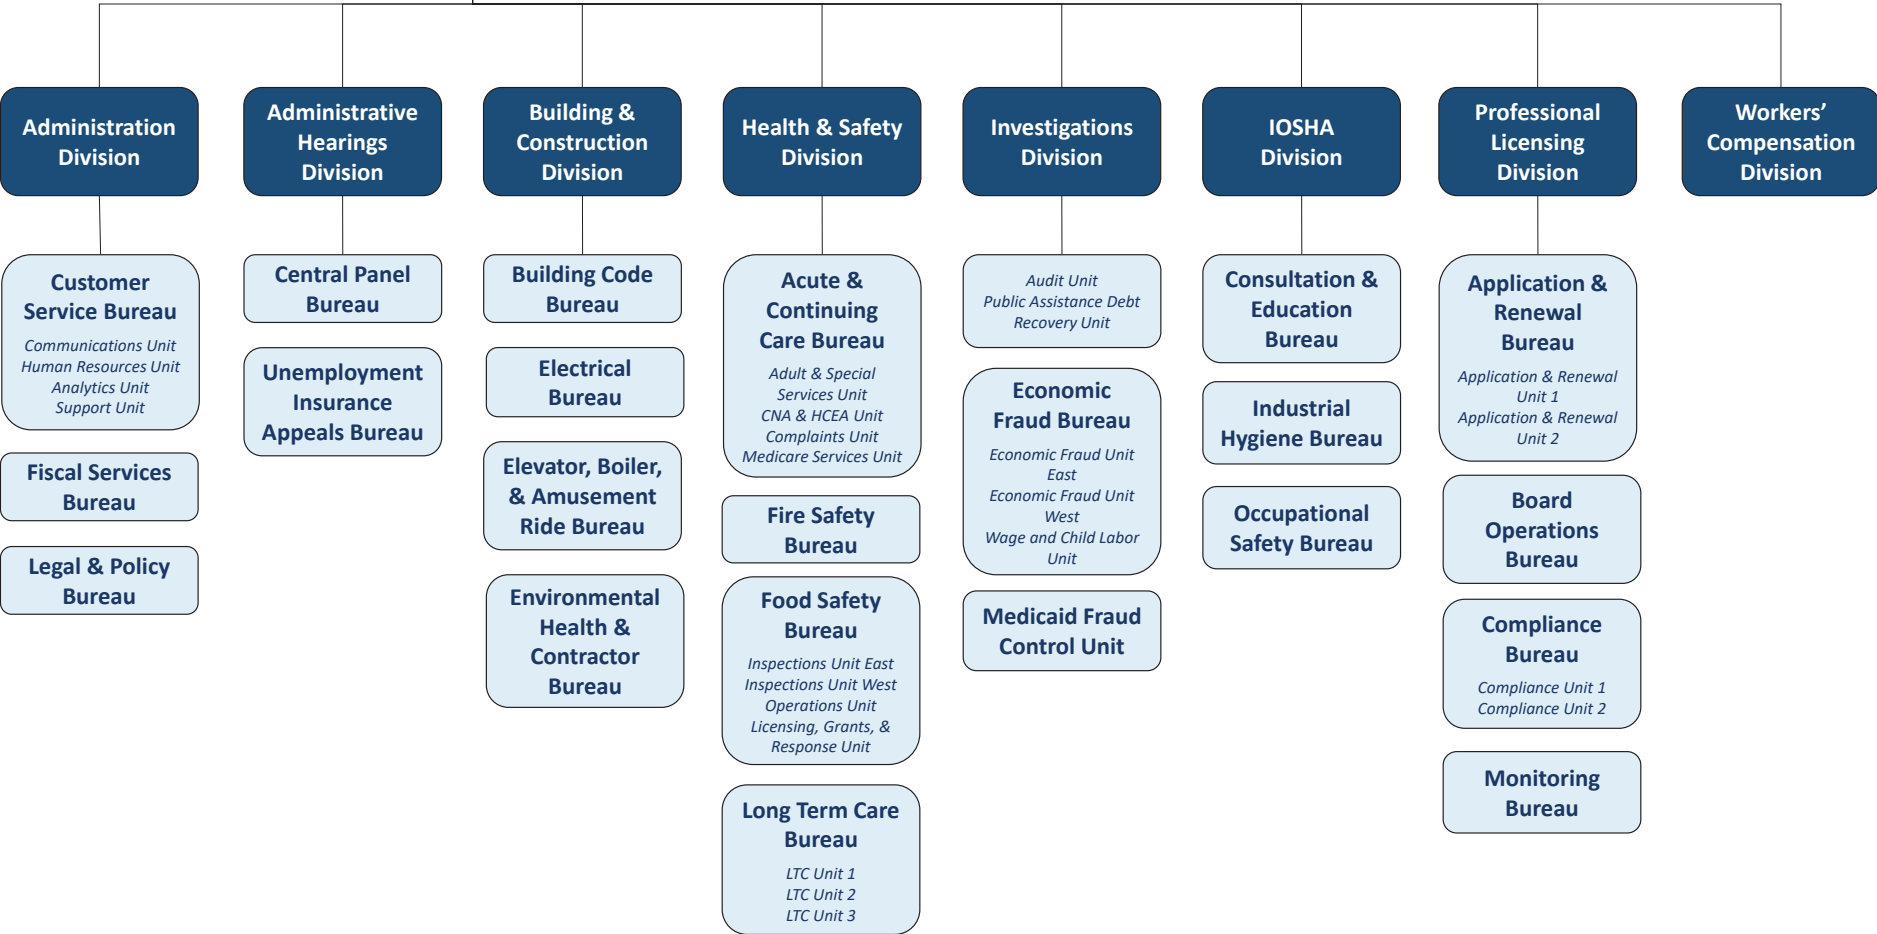 Administration
Division
Administrative
Hearings
Division
Building &
Construction
Division
Health & Safety
Division
Investigations
Division
IOSHA
Division
Professional
Licensing
Division
Workers’
Compensation
Division
Customer
Service Bureau
Communications Unit
Human Resources Unit
Analytics Unit
Support Unit
Fiscal Services
Bureau
Legal & Policy
Bureau
Central Panel
Bureau
Unemployment
Insurance
Appeals Bureau
Building Code
Bureau
Electrical
Bureau
Elevator, Boiler,
& Amusement
Ride Bureau
Environmental
Health &
Contractor
Bureau
Acute &
Continuing
Care Bureau
Adult & Special
Services Unit
CNA & HCEA Unit
Complaints Unit
Medicare Services Unit
Fire Safety
Bureau
Food Safety
Bureau
Inspections Unit East
Inspections Unit West
Operations Unit
Licensing, Grants, &
Response Unit
Long Term Care
Bureau
LTC Unit 1
LTC Unit 2
LTC Unit 3
Audit Unit
Public Assistance Debt
Recovery Unit
Economic
Fraud Bureau
Economic Fraud Unit
East
Economic Fraud Unit
West
Wage and Child Labor
Unit
Medicaid Fraud
Control Unit
Consultation &
Education
Bureau
Industrial
Hygiene Bureau
Occupational
Safety Bureau
Application &
Renewal
Bureau
Application & Renewal
Unit 1
Application & Renewal
Unit 2
Board
Operations
Bureau
Compliance
Bureau
Compliance Unit 1
Compliance Unit 2
Monitoring
Bureau